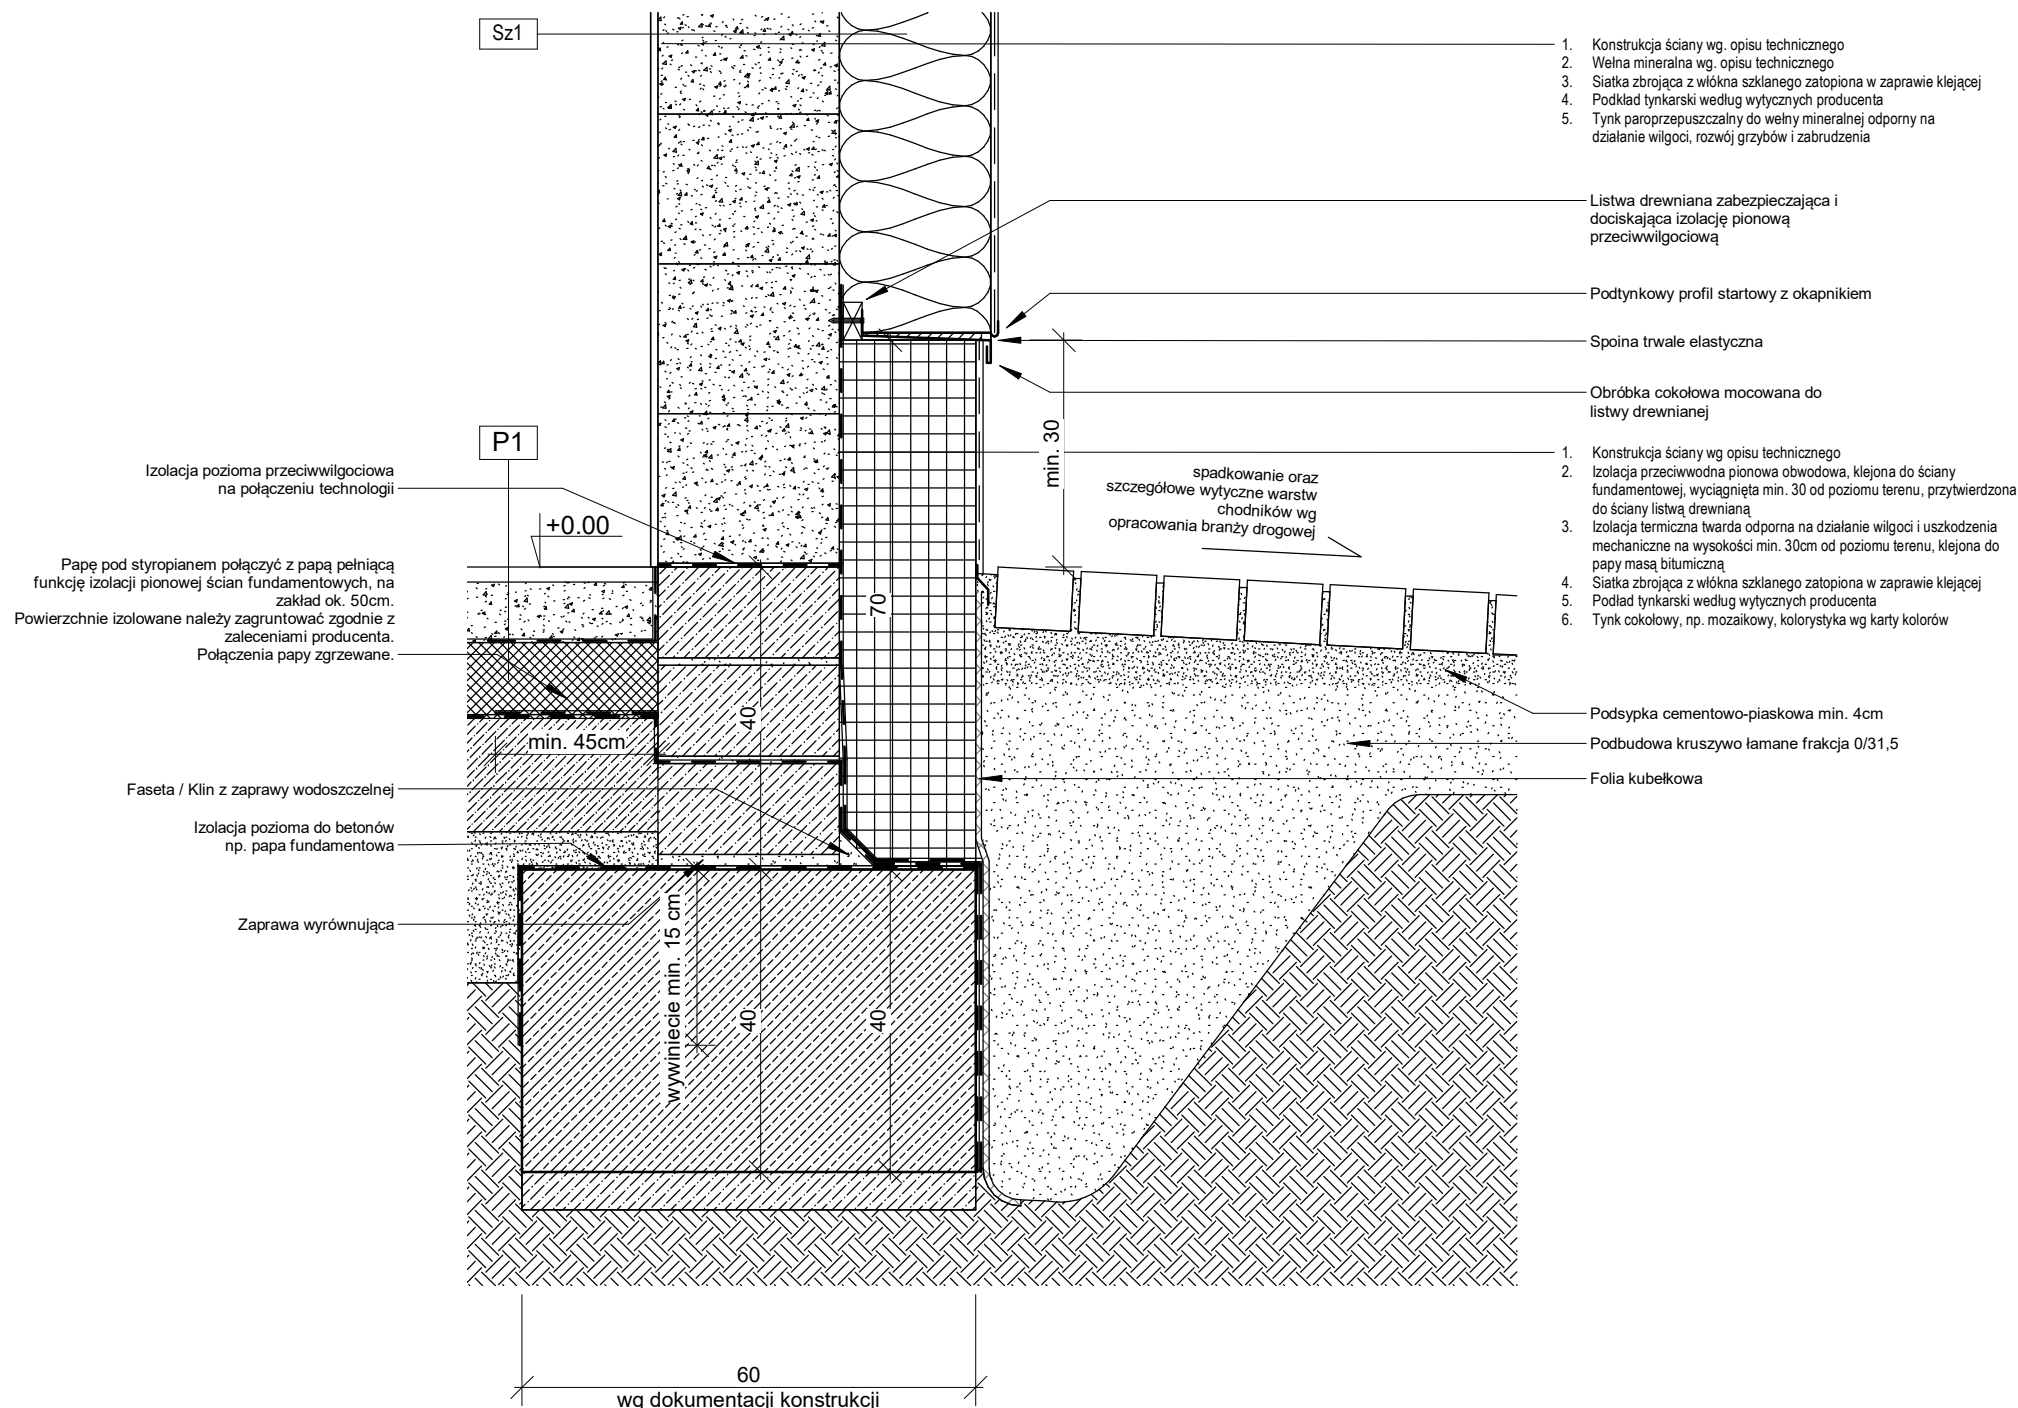 Sz1
1. Konstrukcja ściany wg. opisu technicznego
2. Wełna mineralna wg. opisu technicznego
3. Siatka zbrojąca z włókna szklanego zatopiona w zaprawie klejącej
4. Podkład tynkarski według wytycznych producenta
5. Tynk paroprzepuszczalny do wełny mineralnej odporny na
działanie wilgoci, rozwój grzybów i zabrudzenia
Listwa drewniana zabezpieczająca i
dociskająca izolację pionową
przeciwwilgociową
Podtynkowy profil startowy z okapnikiem
Spoina trwale elastyczna
Obróbka cokołowa mocowana do
listwy drewnianej
min. 30
P1
Izolacja pozioma przeciwwilgociowa
na połączeniu technologii
1. Konstrukcja ściany wg opisu technicznego
2. Izolacja przeciwwodna pionowa obwodowa, klejona do ściany
fundamentowej, wyciągnięta min. 30 od poziomu terenu, przytwierdzona
do ściany listwą drewnianą
3. Izolacja termiczna twarda odporna na działanie wilgoci i uszkodzenia
mechaniczne na wysokości min. 30cm od poziomu terenu, klejona do
papy masą bitumiczną
4. Siatka zbrojąca z włókna szklanego zatopiona w zaprawie klejącej
5. Podład tynkarski według wytycznych producenta
6. Tynk cokołowy, np. mozaikowy, kolorystyka wg karty kolorów
spadkowanie oraz
szczegółowe wytyczne warstw
chodników wg
opracowania branży drogowej
+0.00
Papę pod styropianem połączyć z papą pełniącą
funkcję izolacji pionowej ścian fundamentowych, na
zakład ok. 50cm.
Powierzchnie izolowane należy zagruntować zgodnie z
zaleceniami producenta.
Połączenia papy zgrzewane.
70
40
min. 45cm
Podsypka cementowo-piaskowa min. 4cm
Podbudowa kruszywo łamane frakcja 0/31,5
Folia kubełkowa
Faseta / Klin z zaprawy wodoszczelnej
Izolacja pozioma do betonów
np. papa fundamentowa
Zaprawa wyrównująca
wywiniecie min. 15 cm
40
40
60
wg dokumentacji konstrukcji